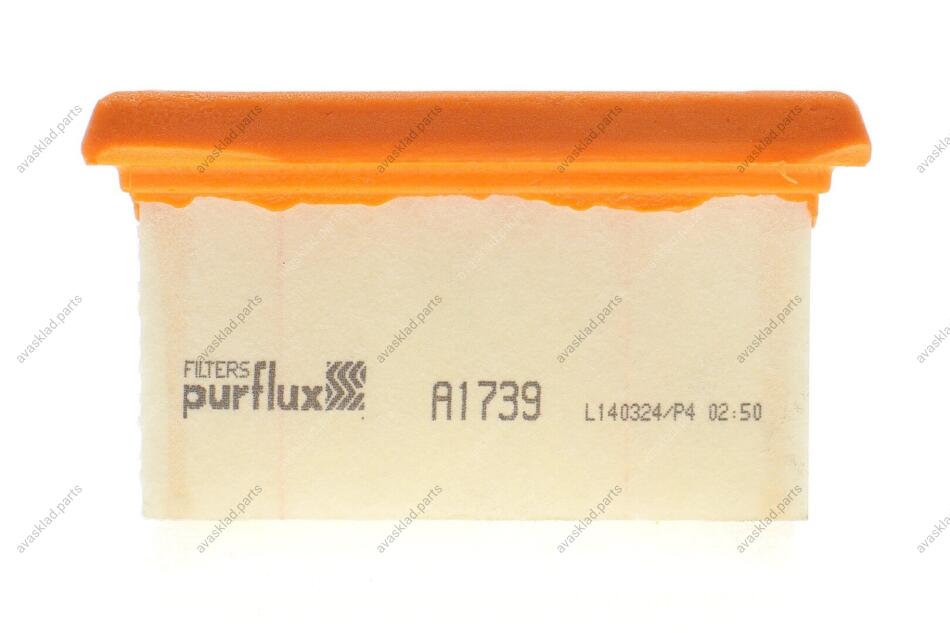 FILTERS
purflux
A1739
L140324/P4 02:50
avasklad.parts